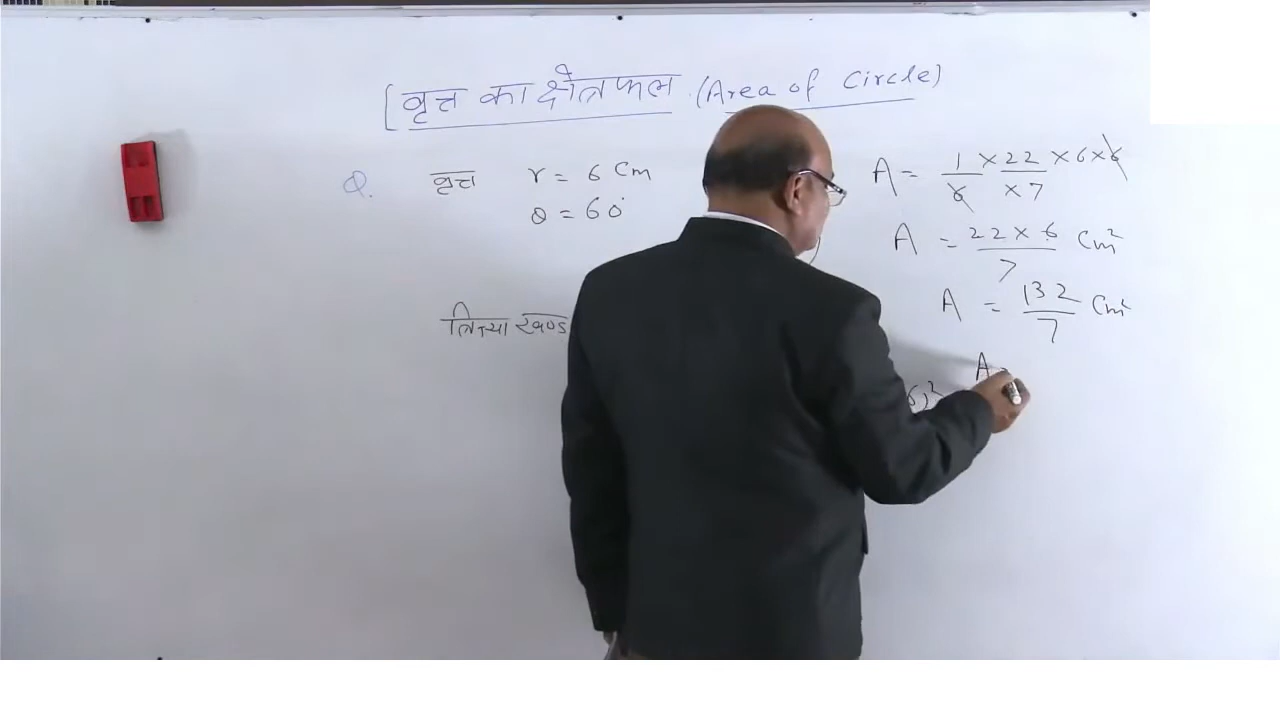 [वृत्त का क्षेत्रफल (Area of Circle)
Q. वृत्त r = 6 Cm
θ = 60°
त्रिज्या खण्ड
A = 1/6 × 22/×7 × 6 × 6
A = 22 × 6/7 Cm²
A = 132/7 Cm²
A =